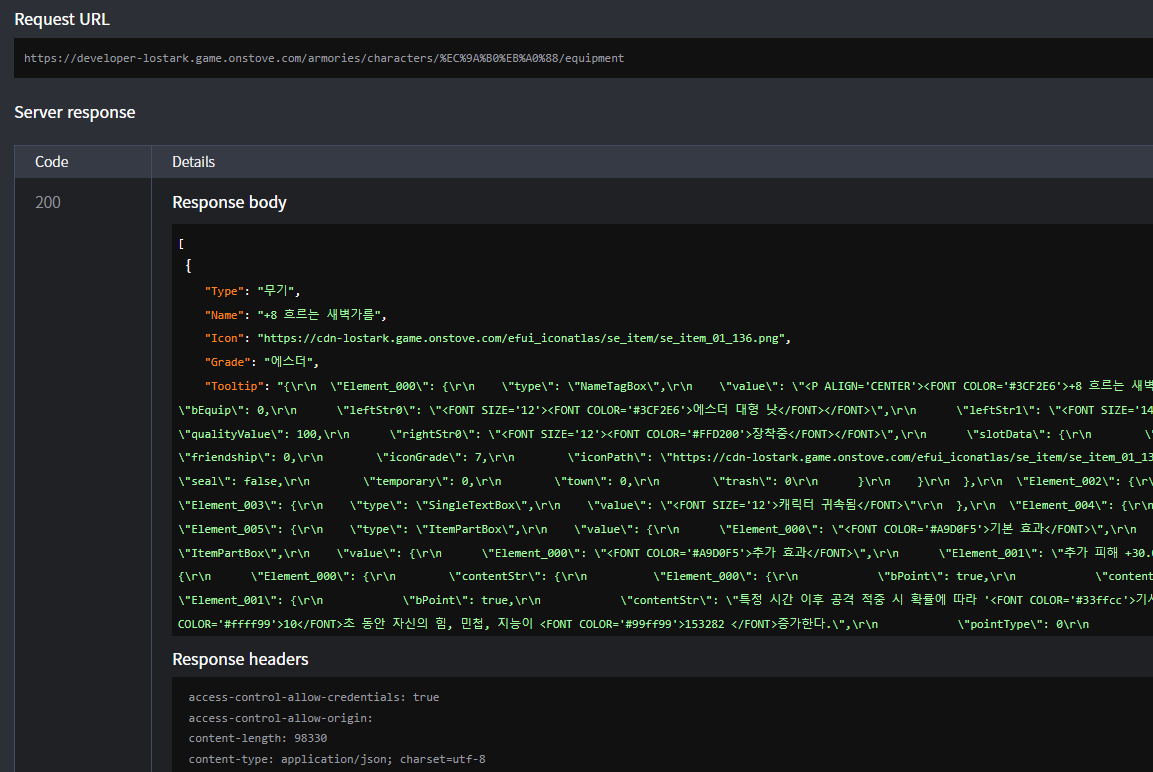 Request URL
https://developer-lostark.game.onstove.com/armories/characters/%EC%9A%B0%EB%A0%88/equipment
Server response
Code Details
200
Response body
[
{
"Type": "무기",
"Name": "+8 흐르는 새벽가름",
"Icon": "https://cdn-lostark.game.onstove.com/efui_iconatlas/se_item/se_item_01_136.png",
"Grade": "에스더",
"Tooltip": "{\r\n \"Element_000\": {\r\n \"type\": \"NameTagBox\",\r\n \"value\": \"<P ALIGN='CENTER'><FONT COLOR='#3CF2E6'>+8 흐르는 새벽
\"bEquip\": 0,\r\n \"leftStr0\": \"<FONT SIZE='12'><FONT COLOR='#3CF2E6'>에스더 대형 낫</FONT></FONT>\",\r\n \"leftStr1\": \"<FONT SIZE='14
\"qualityValue\": 100,\r\n \"rightStr0\": \"<FONT SIZE='12'><FONT COLOR='#FFD200'>장착중</FONT></FONT>\",\r\n \"slotData\": {\r\n \"
\"friendship\": 0,\r\n \"iconGrade\": 7,\r\n \"iconPath\": \"https://cdn-lostark.game.onstove.com/efui_iconatlas/se_item/se_item_01_13
\"seal\": false,\r\n \"temporary\": 0,\r\n \"town\": 0,\r\n \"trash\": 0\r\n }\r\n }\r\n },\r\n \"Element_002\": {\r\
\"Element_003\": {\r\n \"type\": \"SingleTextBox\",\r\n \"value\": \"<FONT SIZE='12'>캐릭터 귀속됨</FONT>\"\r\n },\r\n \"Element_004\": {\r\n
\"Element_005\": {\r\n \"type\": \"ItemPartBox\",\r\n \"value\": {\r\n \"Element_000\": \"<FONT COLOR='#A9D0F5'>기본 효과</FONT>\",\r\n
\"ItemPartBox\",\r\n \"value\": {\r\n \"Element_000\": \"<FONT COLOR='#A9D0F5'>추가 효과</FONT>\",\r\n \"Element_001\": \"추가 피해 +30.
{\r\n \"Element_000\": {\r\n \"contentStr\": {\r\n \"Element_000\": {\r\n \"bPoint\": true,\r\n \"content
\"Element_001\": {\r\n \"bPoint\": true,\r\n \"contentStr\": \"특정 시간 이후 공격 적중 시 확률에 따라 '<FONT COLOR='#33ffcc'>기시
COLOR='#ffff99'>10</FONT>초 동안 자신의 힘, 민첩, 지능이 <FONT COLOR='#99ff99'>153282 </FONT>증가한다.\",\r\n \"pointType\": 0\r\n
Response headers
access-control-allow-credentials: true
access-control-allow-origin:
content-length: 98330
content-type: application/json; charset=utf-8